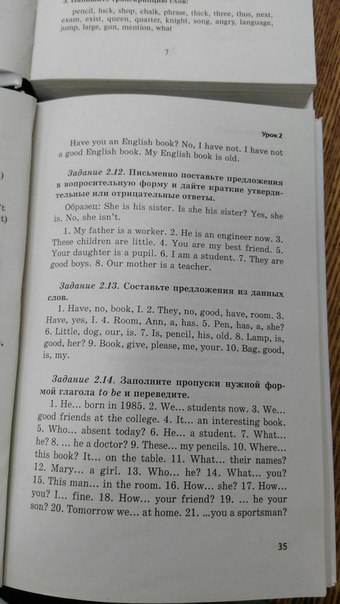 3. Напишите транскрипцию слов:
pencil, luck, shop, chalk, phrase, thick, three, thus, next,
exam, exist, queen, quarter, knight, song, angry, language,
jump, large, gun, mention, what
7
Урок 2
Have you an English book? No, I have not. I have not
a good English book. My English book is old.
Задание 2.12. Письменно поставьте предложения
в вопросительную форму и дайте краткие утверди-
тельные или отрицательные ответы.
Образец: She is his sister. Is she his sister? Yes, she
is. No, she isn't.
1. My father is a worker. 2. He is an engineer now. 3.
These children are little. 4. You are my best friend. 5.
Your daughter is a pupil. 6. I am a student. 7. They are
good boys. 8. Our mother is a teacher.
Задание 2.13. Составьте предложения из данных
слов.
1. Have, no, book, I. 2. They, no, good, have, room. 3.
Have, yes, I. 4. Room, Ann, a, has. 5. Pen, has, a, she?
6. Little, dog, our, is. 7. Is, pencil, his, old. 8. Lamp, is,
good, her? 9. Book, give, please, me, your. 10. Bag, good,
is, my.
Задание 2.14. Заполните пропуски нужной фор-
мой глагола to be и переведите.
1. He... born in 1985. 2. We... students now. 3. We...
good friends at the college. 4. It... an interesting book.
5. Who... absent today? 6. He... a student. 7. What...
he? 8. ... he a doctor? 9. These... my pencils. 10. Where...
this book? It... on the table. 11. What... their names?
12. Mary... a girl. 13. Who... he? 14. What... you?
15. This man... in the room. 16. How... she? 17. How...
you? I... fine. 18. How... your friend? 19. ... he your
son? 20. Tomorrow we... at home. 21. ...you a sportsman?
35